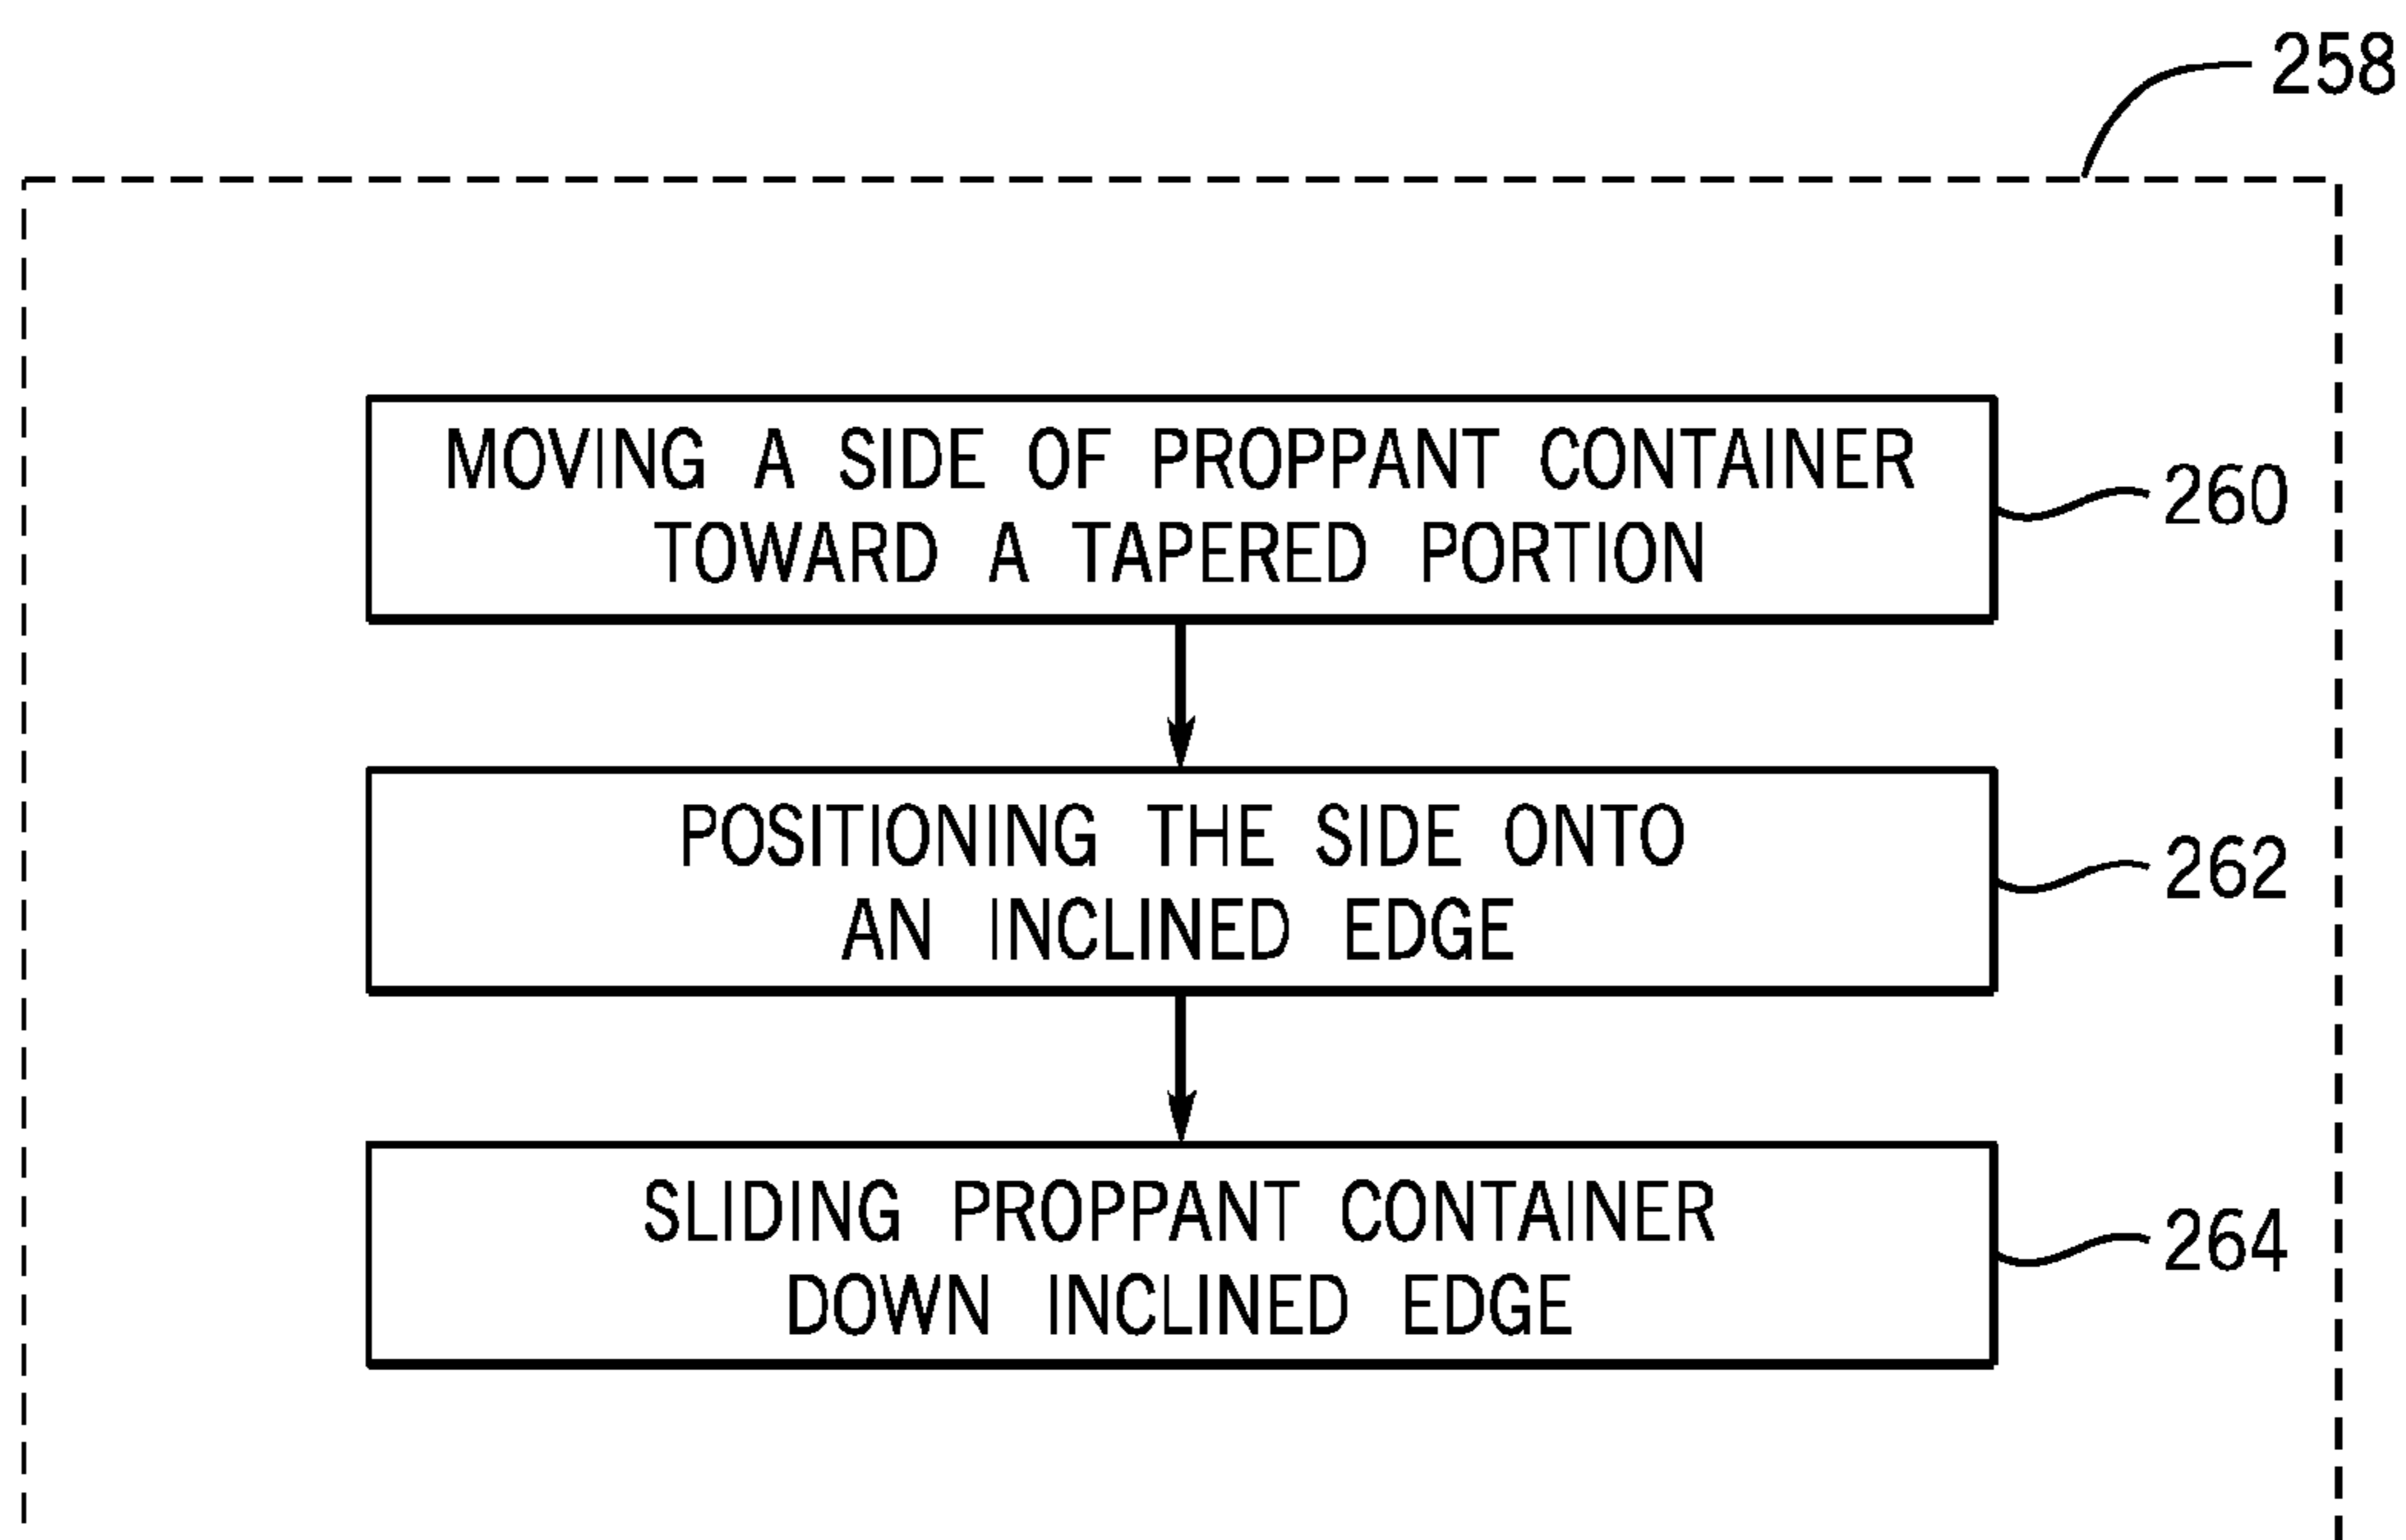 258
MOVING A SIDE OF PROPPANT CONTAINER
TOWARD A TAPERED PORTION
260
POSITIONING THE SIDE ONTO
AN INCLINED EDGE
262
SLIDING PROPPANT CONTAINER
DOWN INCLINED EDGE
264